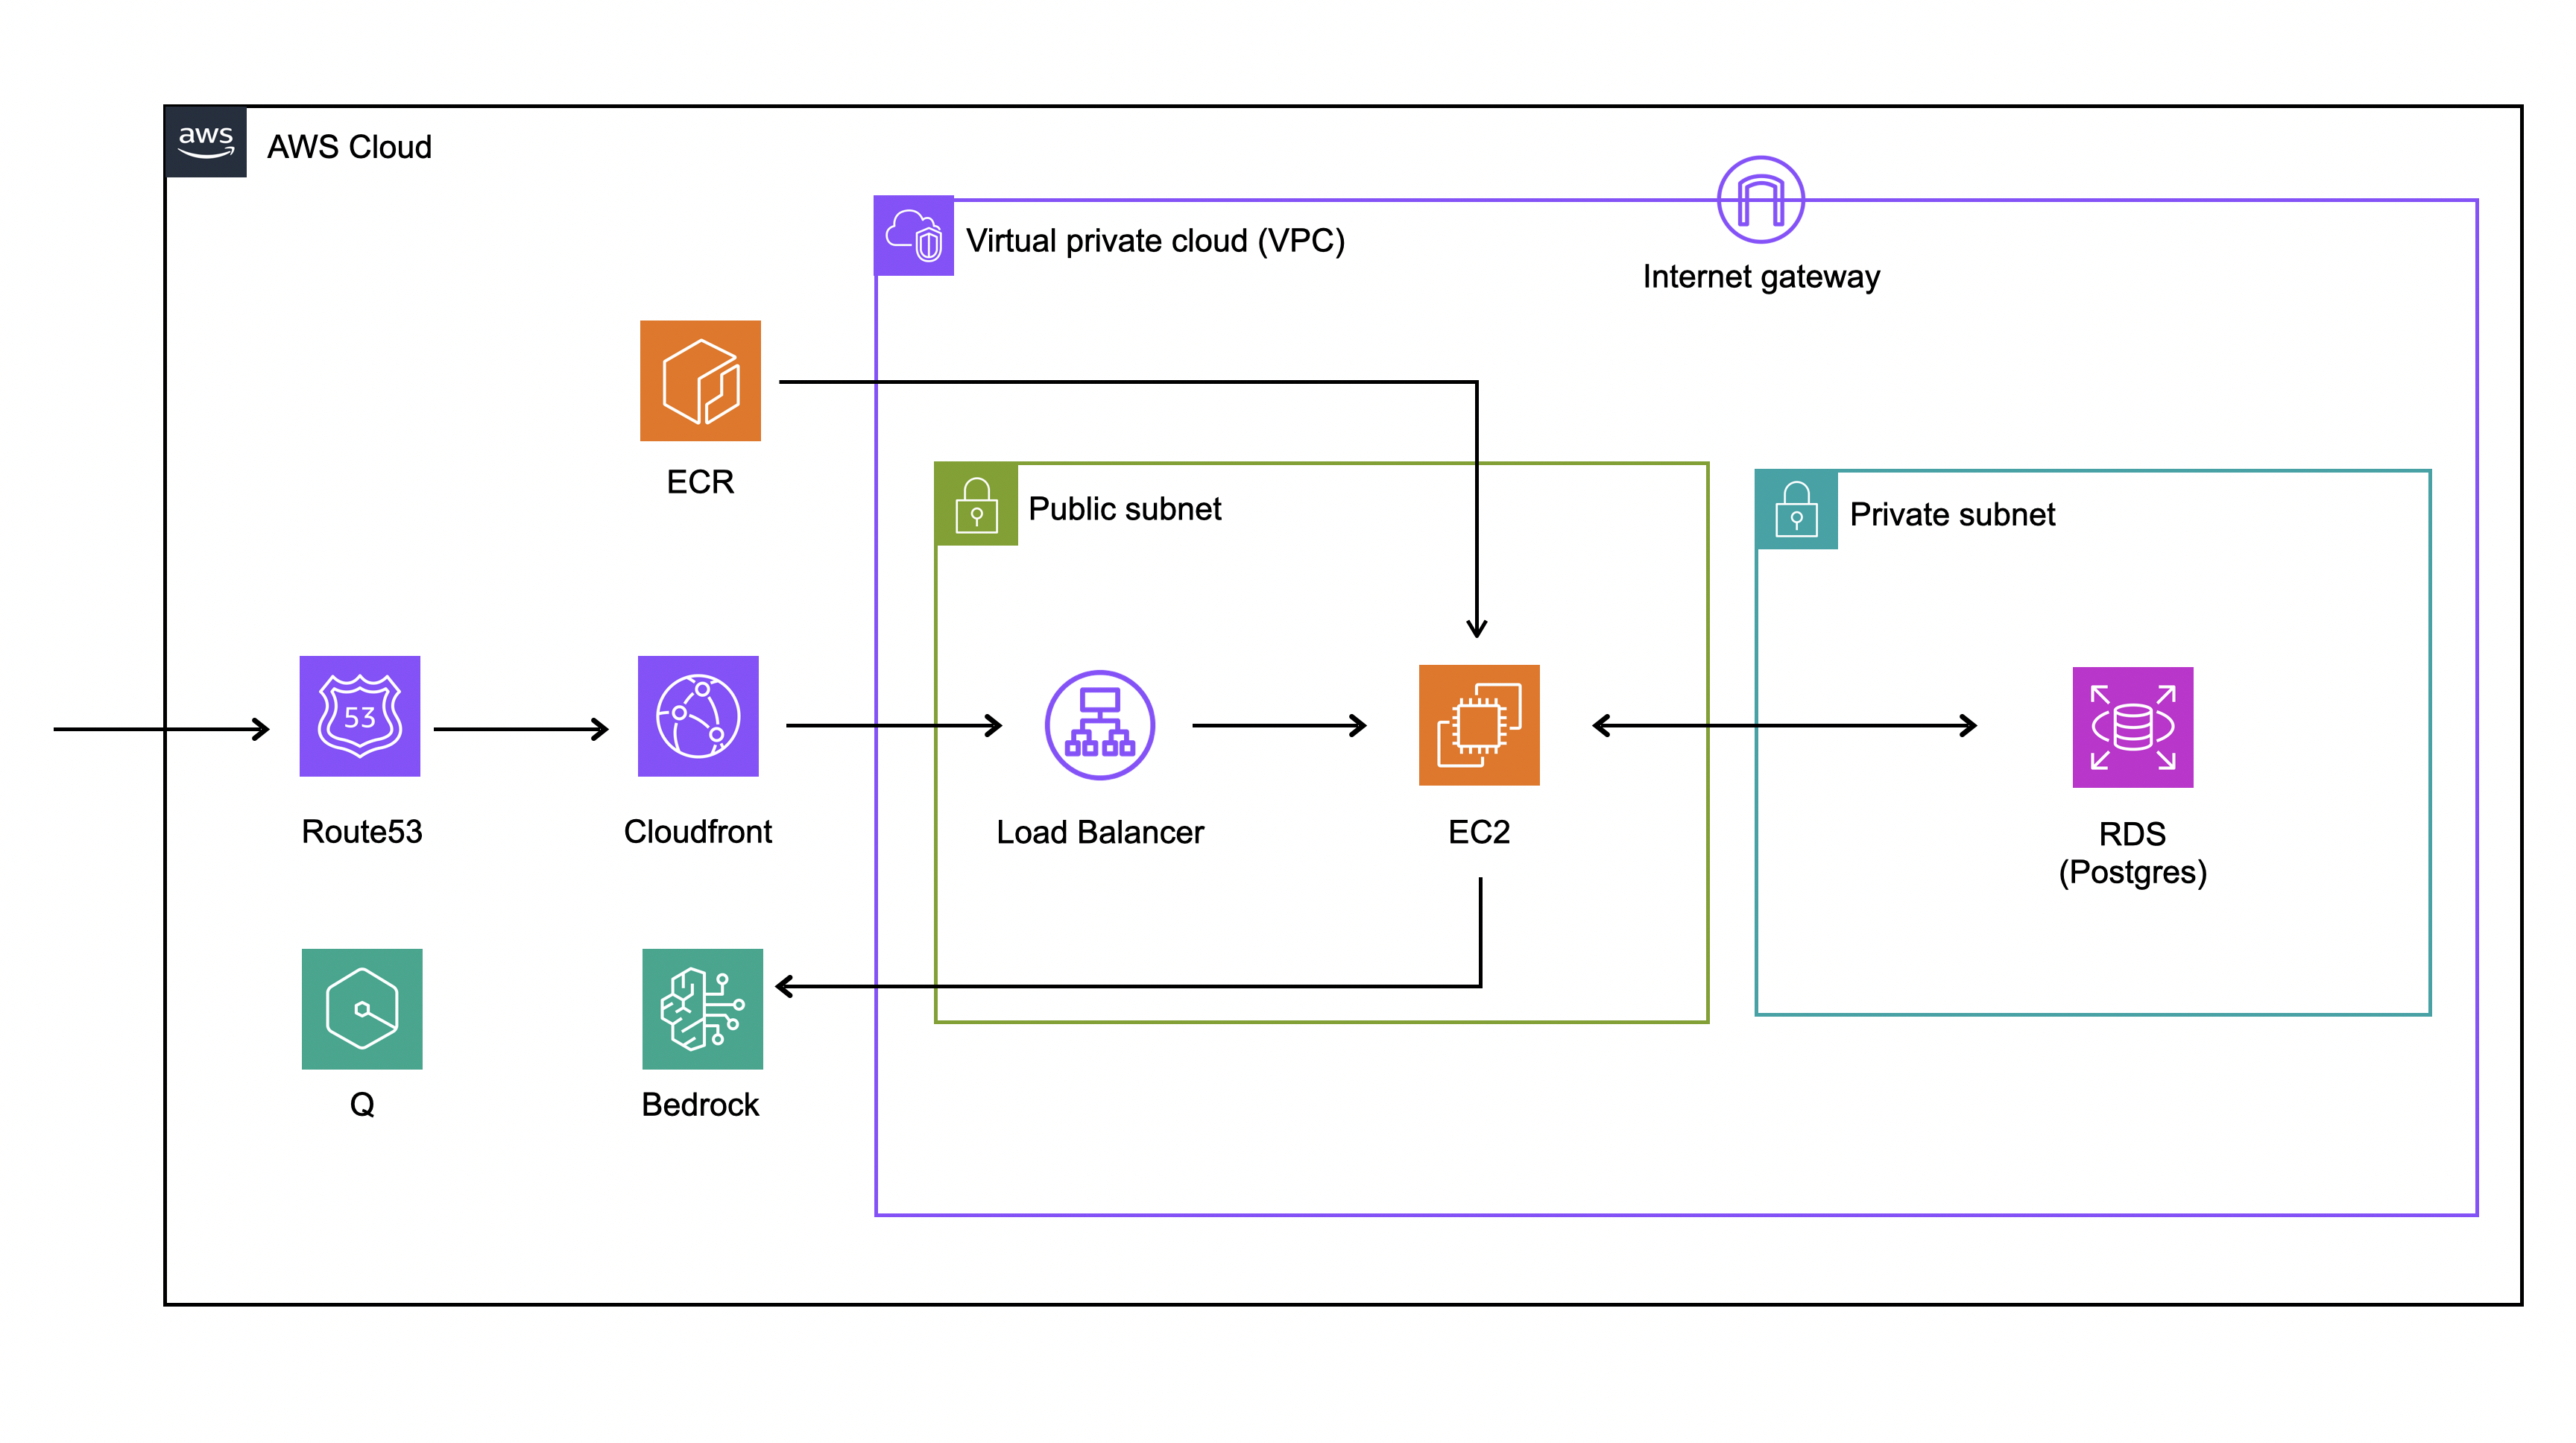 aws
AWS Cloud
Virtual private cloud (VPC)
Internet gateway
ECR
Public subnet
Private subnet
53
Route53
Cloudfront
Load Balancer
EC2
RDS
(Postgres)
Q
Bedrock